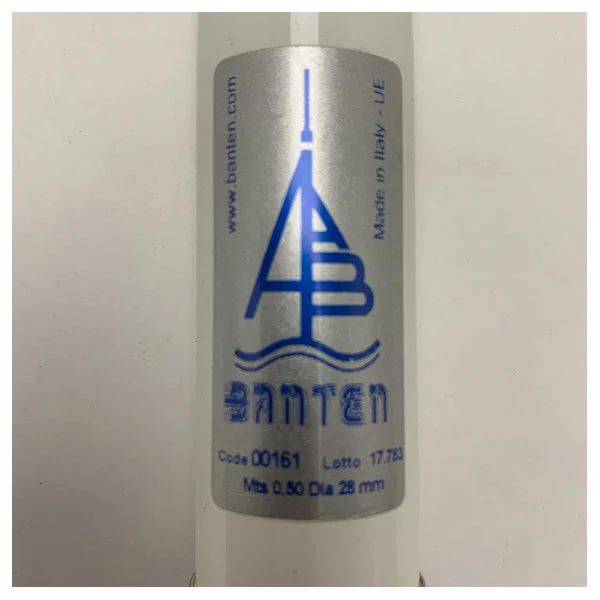 www.banten.com
Made in Italy - UE
AB
BANTEN
Code 00161 Lotto 17.783
Mts 0,50 Dia 28 mm